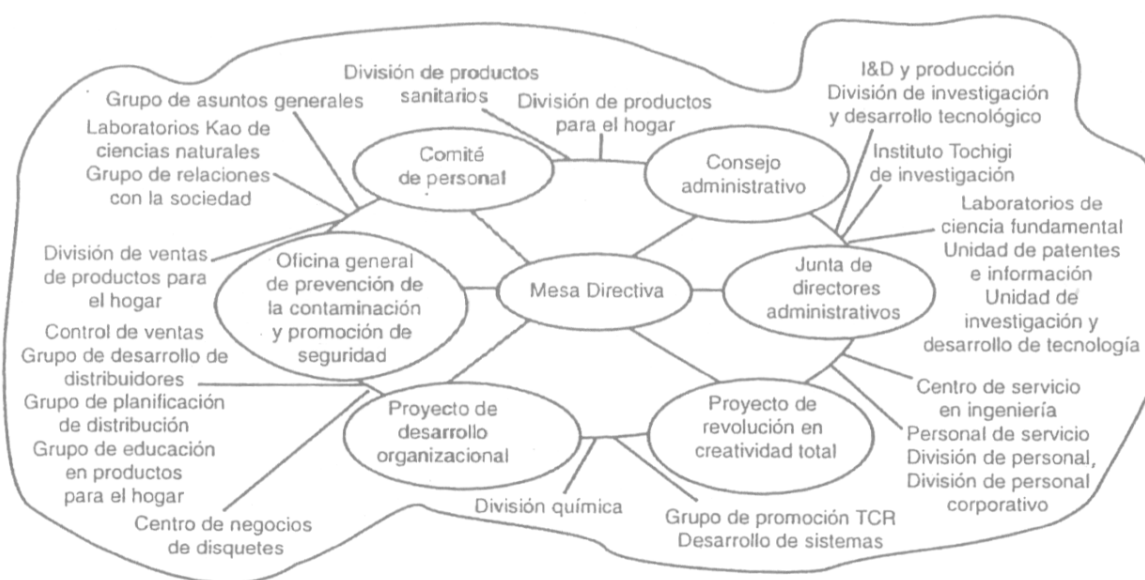 División de productos
sanitarios
División de productos
para el hogar
I&D y producción
División de investigación
y desarrollo tecnológico
Grupo de asuntos generales
Laboratorios Kao de
ciencias naturales
Grupo de relaciones
con la sociedad
Comité
de personal
Consejo
administrativo
Instituto Tochigi
de investigación
Laboratorios de
ciencia fundamental
Unidad de patentes
e información
Unidad de
investigación y
desarrollo de tecnología
División de ventas
de productos para
el hogar
Oficina general
de prevención de
la contaminación
y promoción de
seguridad
Mesa Directiva
Junta de
directores
administrativos
Control de ventas
Grupo de desarrollo de
distribuidores
Grupo de planificación
de distribución
Grupo de educación
en productos
para el hogar
Centro de negocios
de disquetes
Proyecto de
desarrollo
organizacional
Proyecto de
revolución en
creatividad total
Centro de servicio
en ingeniería
Personal de servicio
División de personal,
División de personal
corporativo
División química
Grupo de promoción TCR
Desarrollo de sistemas